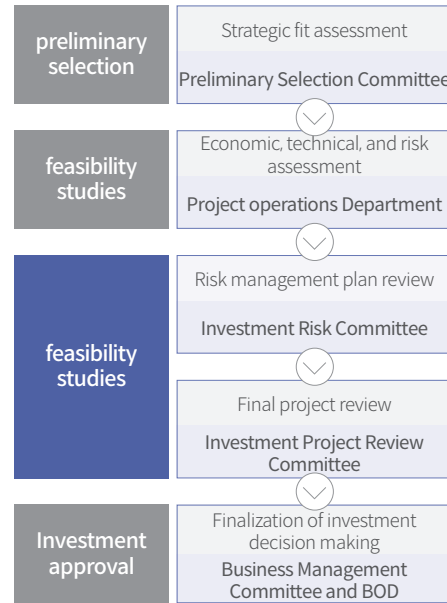 preliminary
selection
Strategic fit assessment
Preliminary Selection Committee
feasibility
studies
Economic, technical, and risk
assessment
Project operations Department
feasibility
studies
Risk management plan review
Investment Risk Committee
Final project review
Investment Project Review
Committee
Investment
approval
Finalization of investment
decision making
Business Management
Committee and BOD